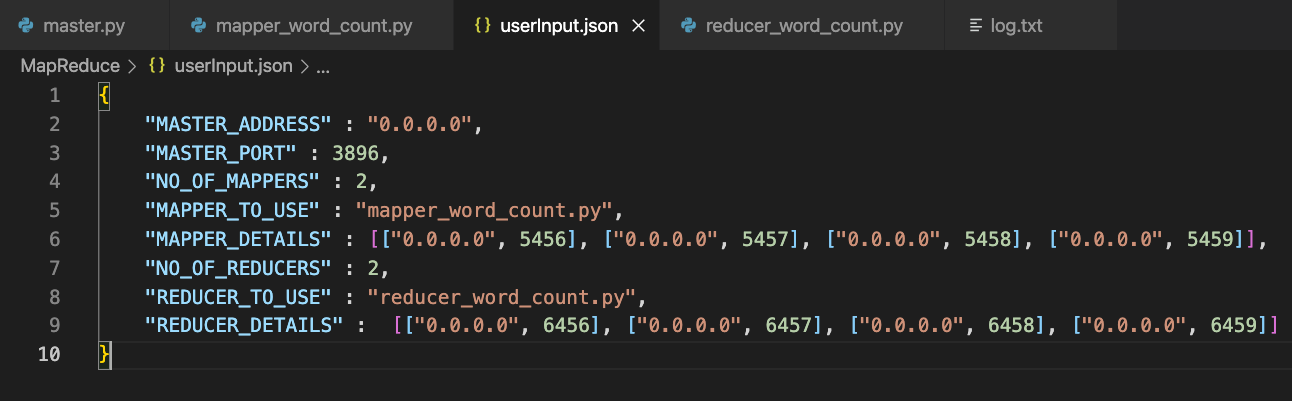 master.py mapper_word_count.py {} userInput.json × reducer_word_count.py log.txt
MapReduce > {} userInput.json > ...
1 {
2 "MASTER_ADDRESS" : "0.0.0.0",
3 "MASTER_PORT" : 3896,
4 "NO_OF_MAPPERS" : 2,
5 "MAPPER_TO_USE" : "mapper_word_count.py",
6 "MAPPER_DETAILS" : [["0.0.0.0", 5456], ["0.0.0.0", 5457], ["0.0.0.0", 5458], ["0.0.0.0", 5459]],
7 "NO_OF_REDUCERS" : 2,
8 "REDUCER_TO_USE" : "reducer_word_count.py",
9 "REDUCER_DETAILS" :  [["0.0.0.0", 6456], ["0.0.0.0", 6457], ["0.0.0.0", 6458], ["0.0.0.0", 6459]]
10 }